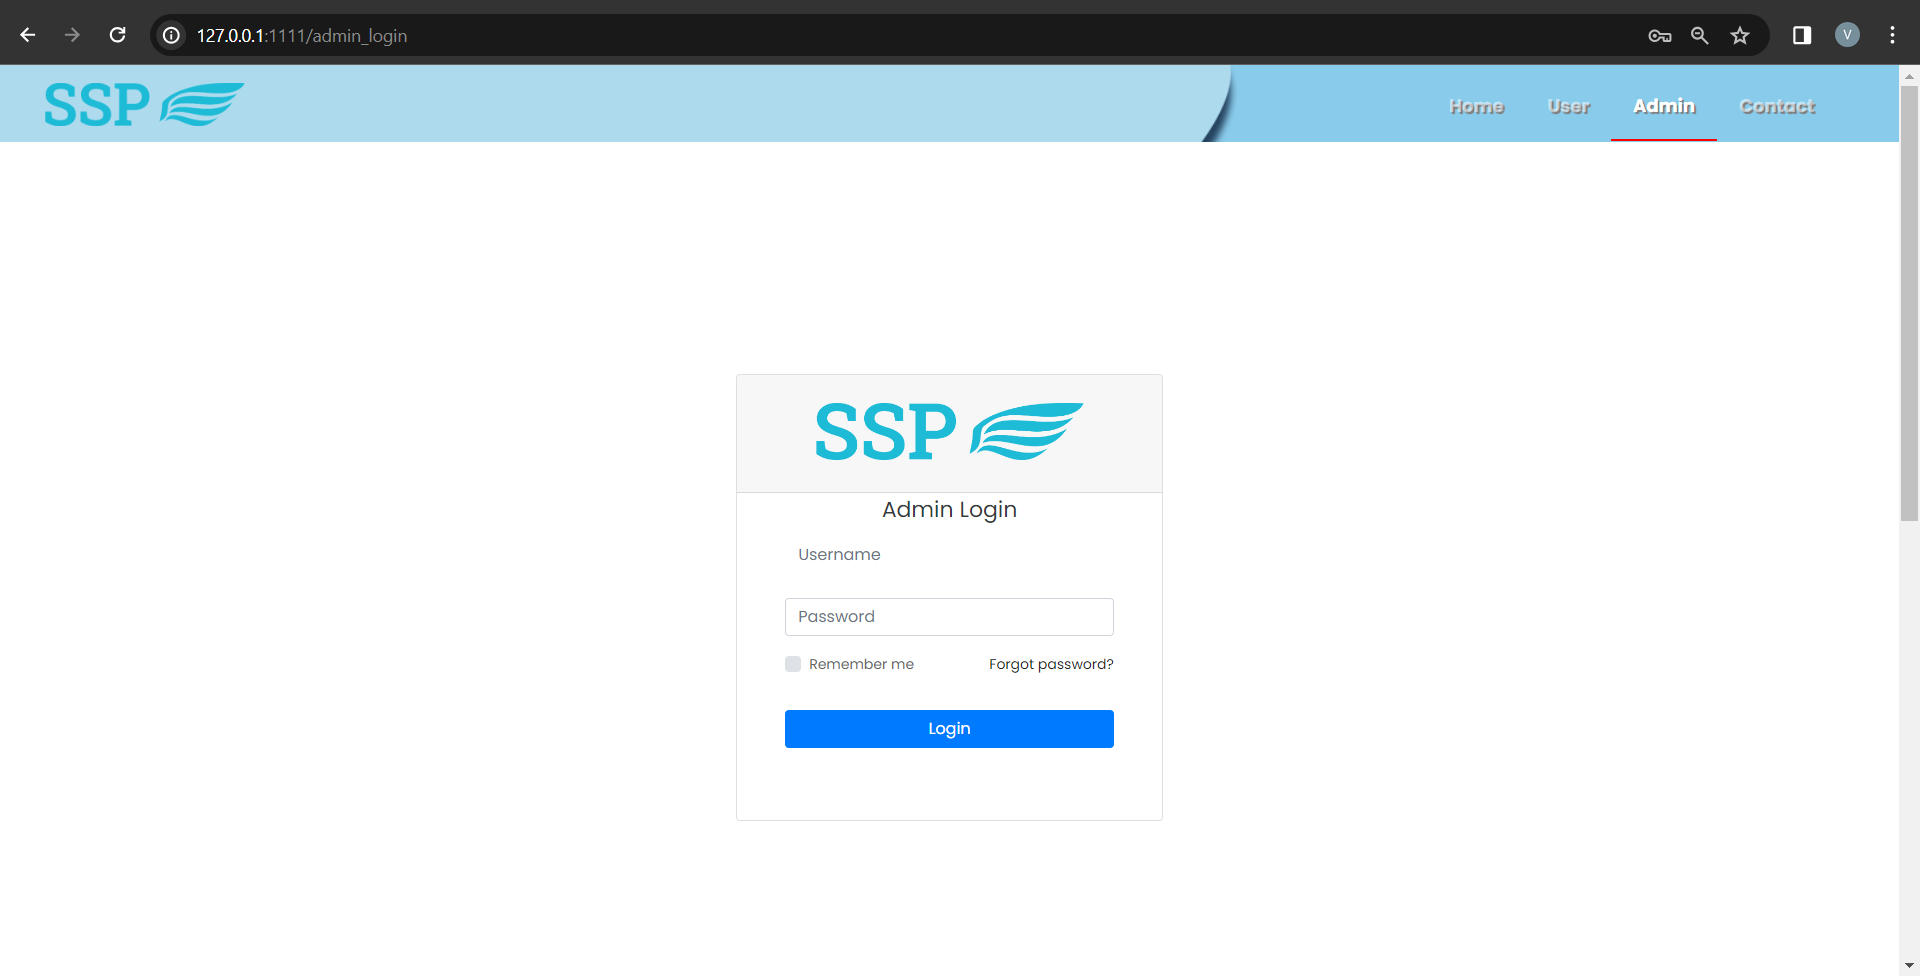 127.0.0.1:1111/admin_login
V
SSP
Home User Admin Contact
SSP
Admin Login
Username
Password
Remember me Forgot password?
Login